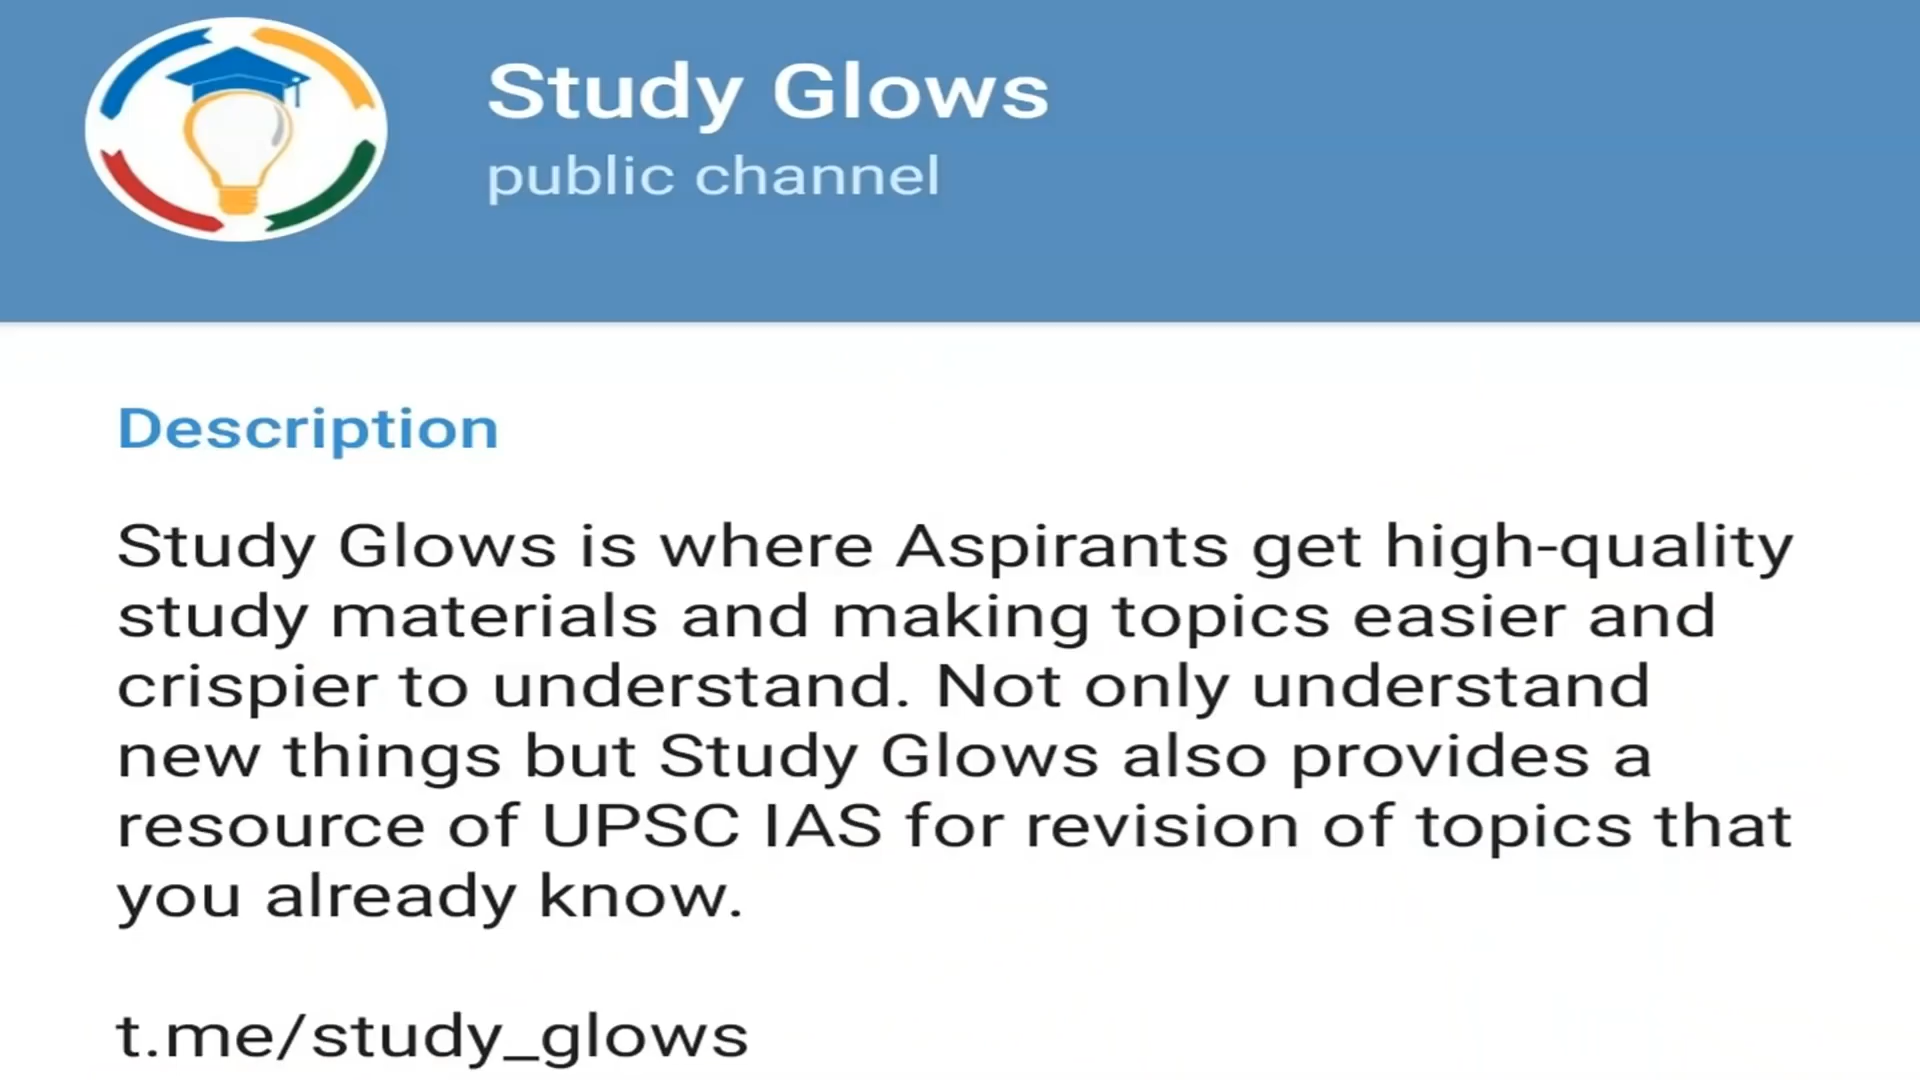 Study Glows
public channel
Description
Study Glows is where Aspirants get high-quality
study materials and making topics easier and
crispier to understand. Not only understand
new things but Study Glows also provides a
resource of UPSC IAS for revision of topics that
you already know.
t.me/study_glows